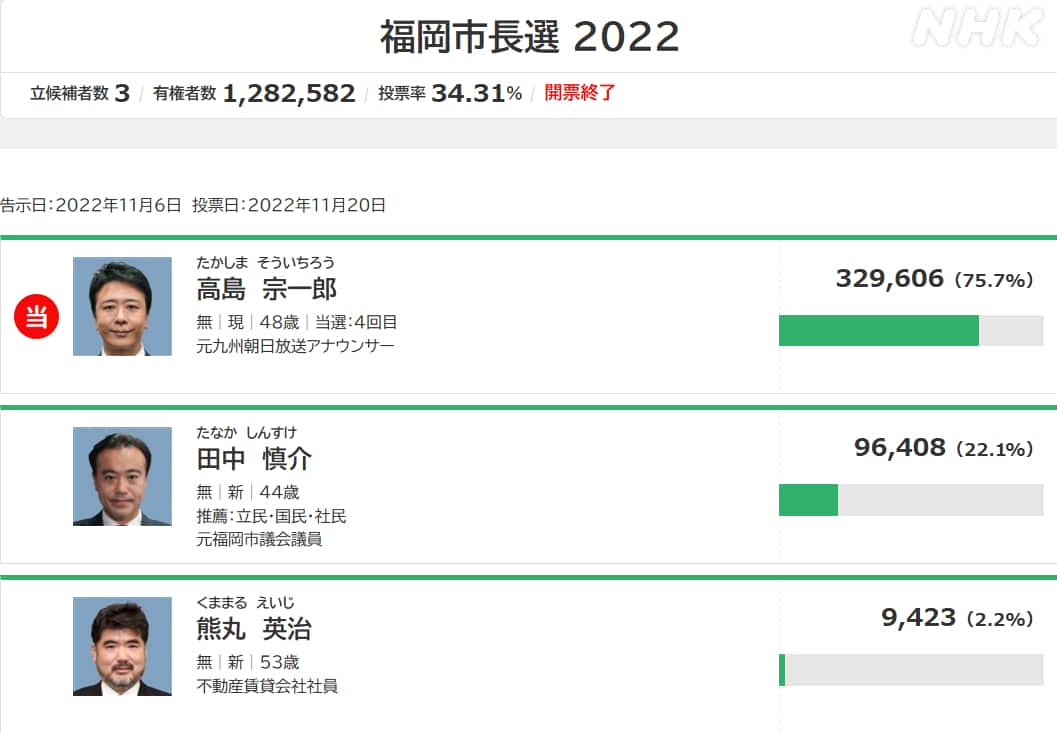 福岡市長選 2022
NHK
立候補者数 3 / 有権者数 1,282,582 / 投票率 34.31% / 開票終了
告示日：2022年11月6日 投票日：2022年11月20日
当
たかしま そういちろう
高島 宗一郎
無｜現｜48歳｜当選：4回目
元九州朝日放送アナウンサー
329,606（75.7%）
たなか しんすけ
田中 慎介
無｜新｜44歳
推薦：立民・国民・社民
元福岡市議会議員
96,408（22.1%）
くままる えいじ
熊丸 英治
無｜新｜53歳
不動産賃貸会社社員
9,423（2.2%）